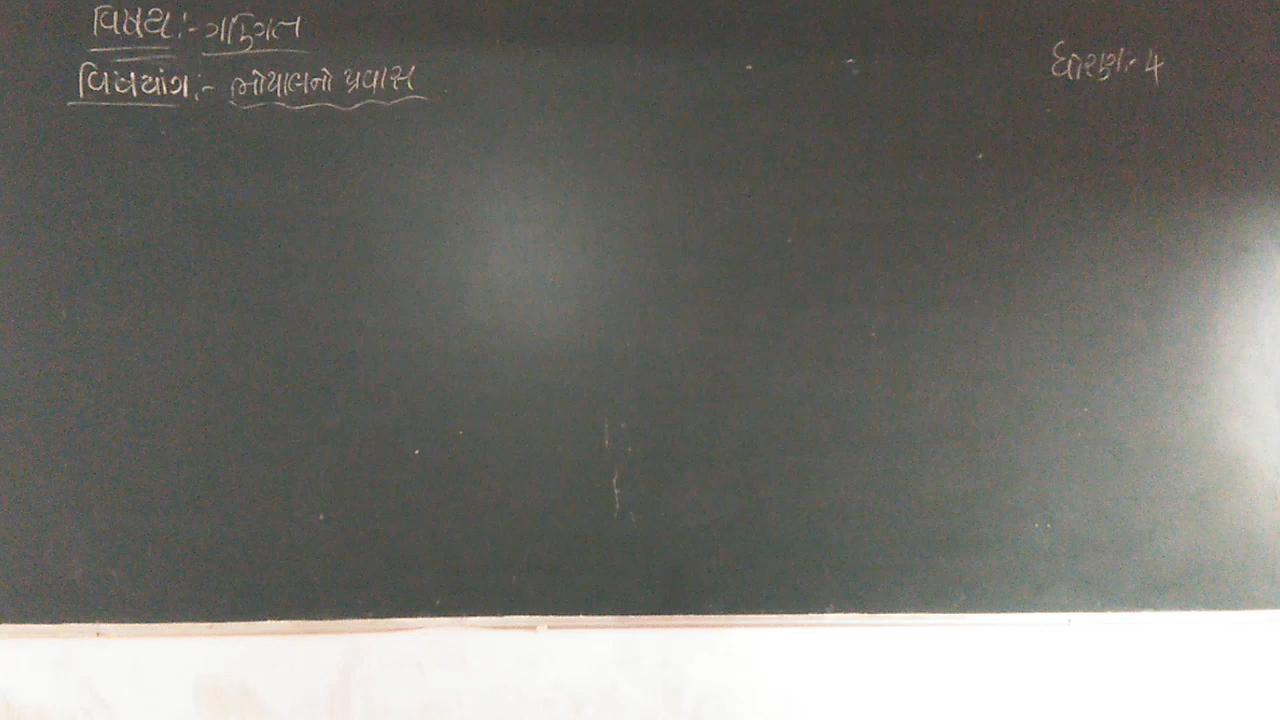 વિષય :- ગણિત
વિષયાંગ :- ભોપાલનો પ્રવાસ
ધોરણ :- 4